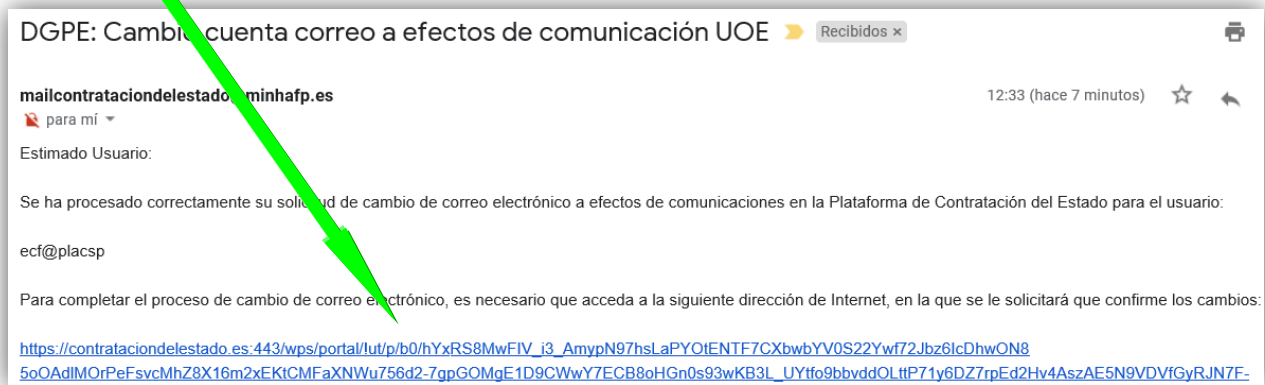 DGPE: Cambio cuenta correo a efectos de comunicación UOE Recibidos x
mailcontrataciondelestado@minhafp.es 12:33 (hace 7 minutos)
para mí
Estimado Usuario:
Se ha procesado correctamente su solicitud de cambio de correo electrónico a efectos de comunicaciones en la Plataforma de Contratación del Estado para el usuario:
ecf@placsp
Para completar el proceso de cambio de correo electrónico, es necesario que acceda a la siguiente dirección de Internet, en la que se le solicitará que confirme los cambios:
https://contrataciondelestado.es:443/wps/portal/!ut/p/b0/hYxRS8MwFIV_i3_AmypN97hsLaPYOtENTF7CXbwbYV0S22Ywf72Jbz6IcDhwON8
5oOAdlMOrPeFsvcMhZ8X16m2xEKtCMFaXNWu756d2-7gpGOMgE1D9CWwY7ECB8oHGn0s93wKB3L_UYtfo9bbvddOLttP71y6DZ7rpEd2Hv4AszAE5N9VDVfGyRJN7F-